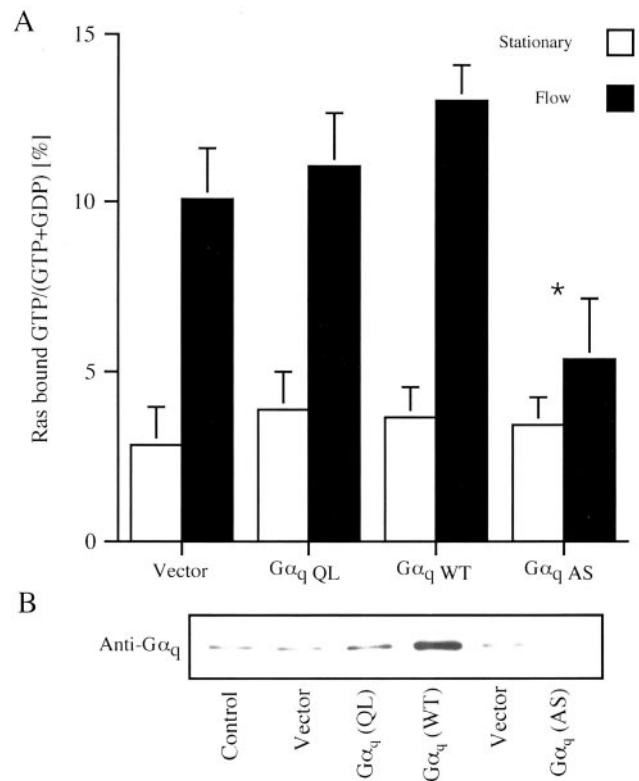 A
15
10
5
0
Ras bound GTP/(GTP+GDP) [%]
Stationary
Flow
*
Vector
Gαq QL
Gαq WT
Gαq AS
B
Anti-Gαq
Control
Vector
Gαq (QL)
Gαq (WT)
Vector
Gαq (AS)